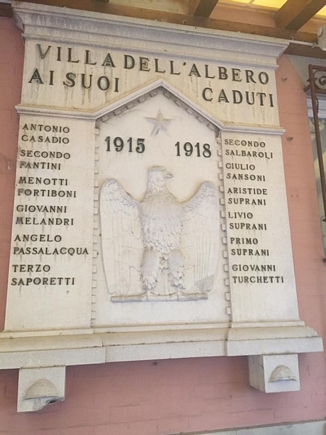 VILLA DELL'ALBERO
AI SUOI CADUTI
1915 1918
ANTONIO
CASADIO
SECONDO
FANTINI
MENOTTI
FORTIBONI
GIOVANNI
MELANDRI
ANGELO
PASSALACQUA
TERZO
SAPORETTI
SECONDO
SALBAROLI
GIULIO
SANSONI
ARISTIDE
SUPRANI
LIVIO
SUPRANI
PRIMO
SUPRANI
GIOVANNI
TURCHETTI